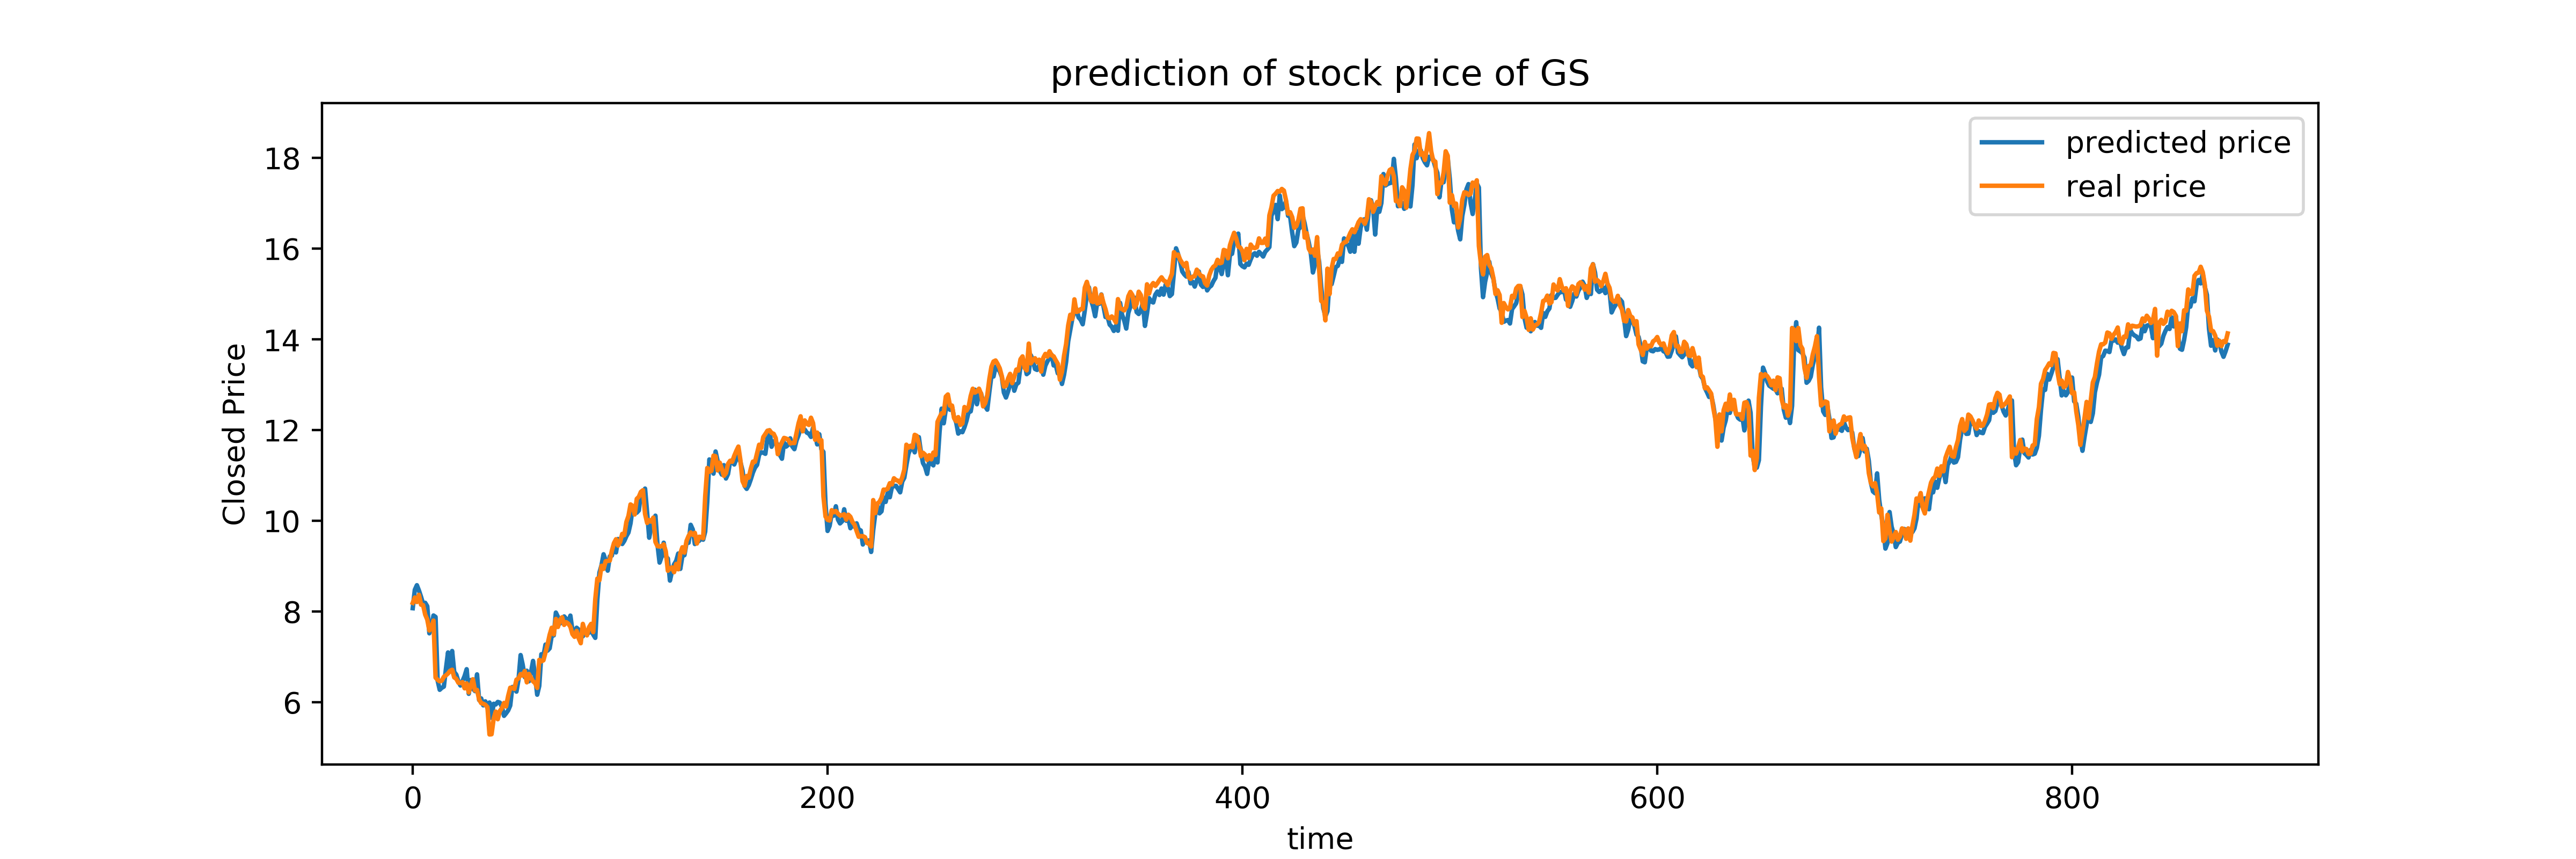 prediction of stock price of GS
predicted price
real price
Closed Price
18
16
14
12
10
8
6
0 200 400 600 800
time